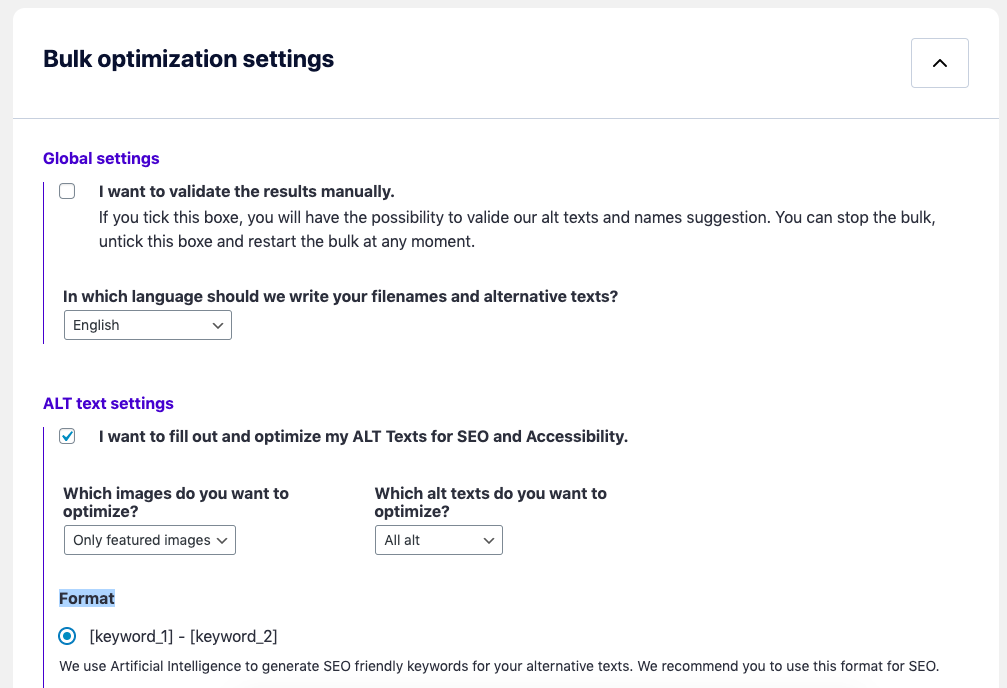 Bulk optimization settings
Global settings
I want to validate the results manually.
If you tick this boxe, you will have the possibility to valide our alt texts and names suggestion. You can stop the bulk,
untick this boxe and restart the bulk at any moment.
In which language should we write your filenames and alternative texts?
English
ALT text settings
I want to fill out and optimize my ALT Texts for SEO and Accessibility.
Which images do you want to
optimize?
Only featured images
Which alt texts do you want to
optimize?
All alt
Format
[keyword_1] - [keyword_2]
We use Artificial Intelligence to generate SEO friendly keywords for your alternative texts. We recommend you to use this format for SEO.